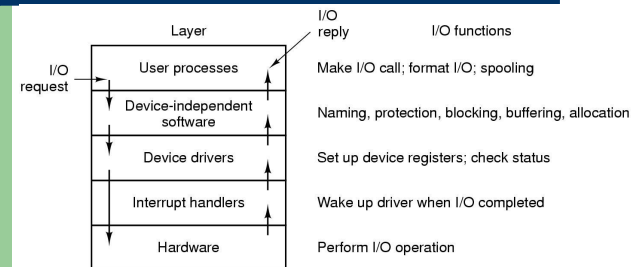 I/O
reply
Layer
I/O functions
I/O
request
User processes
Make I/O call; format I/O; spooling
Device-independent
software
Naming, protection, blocking, buffering, allocation
Device drivers
Set up device registers; check status
Interrupt handlers
Wake up driver when I/O completed
Hardware
Perform I/O operation